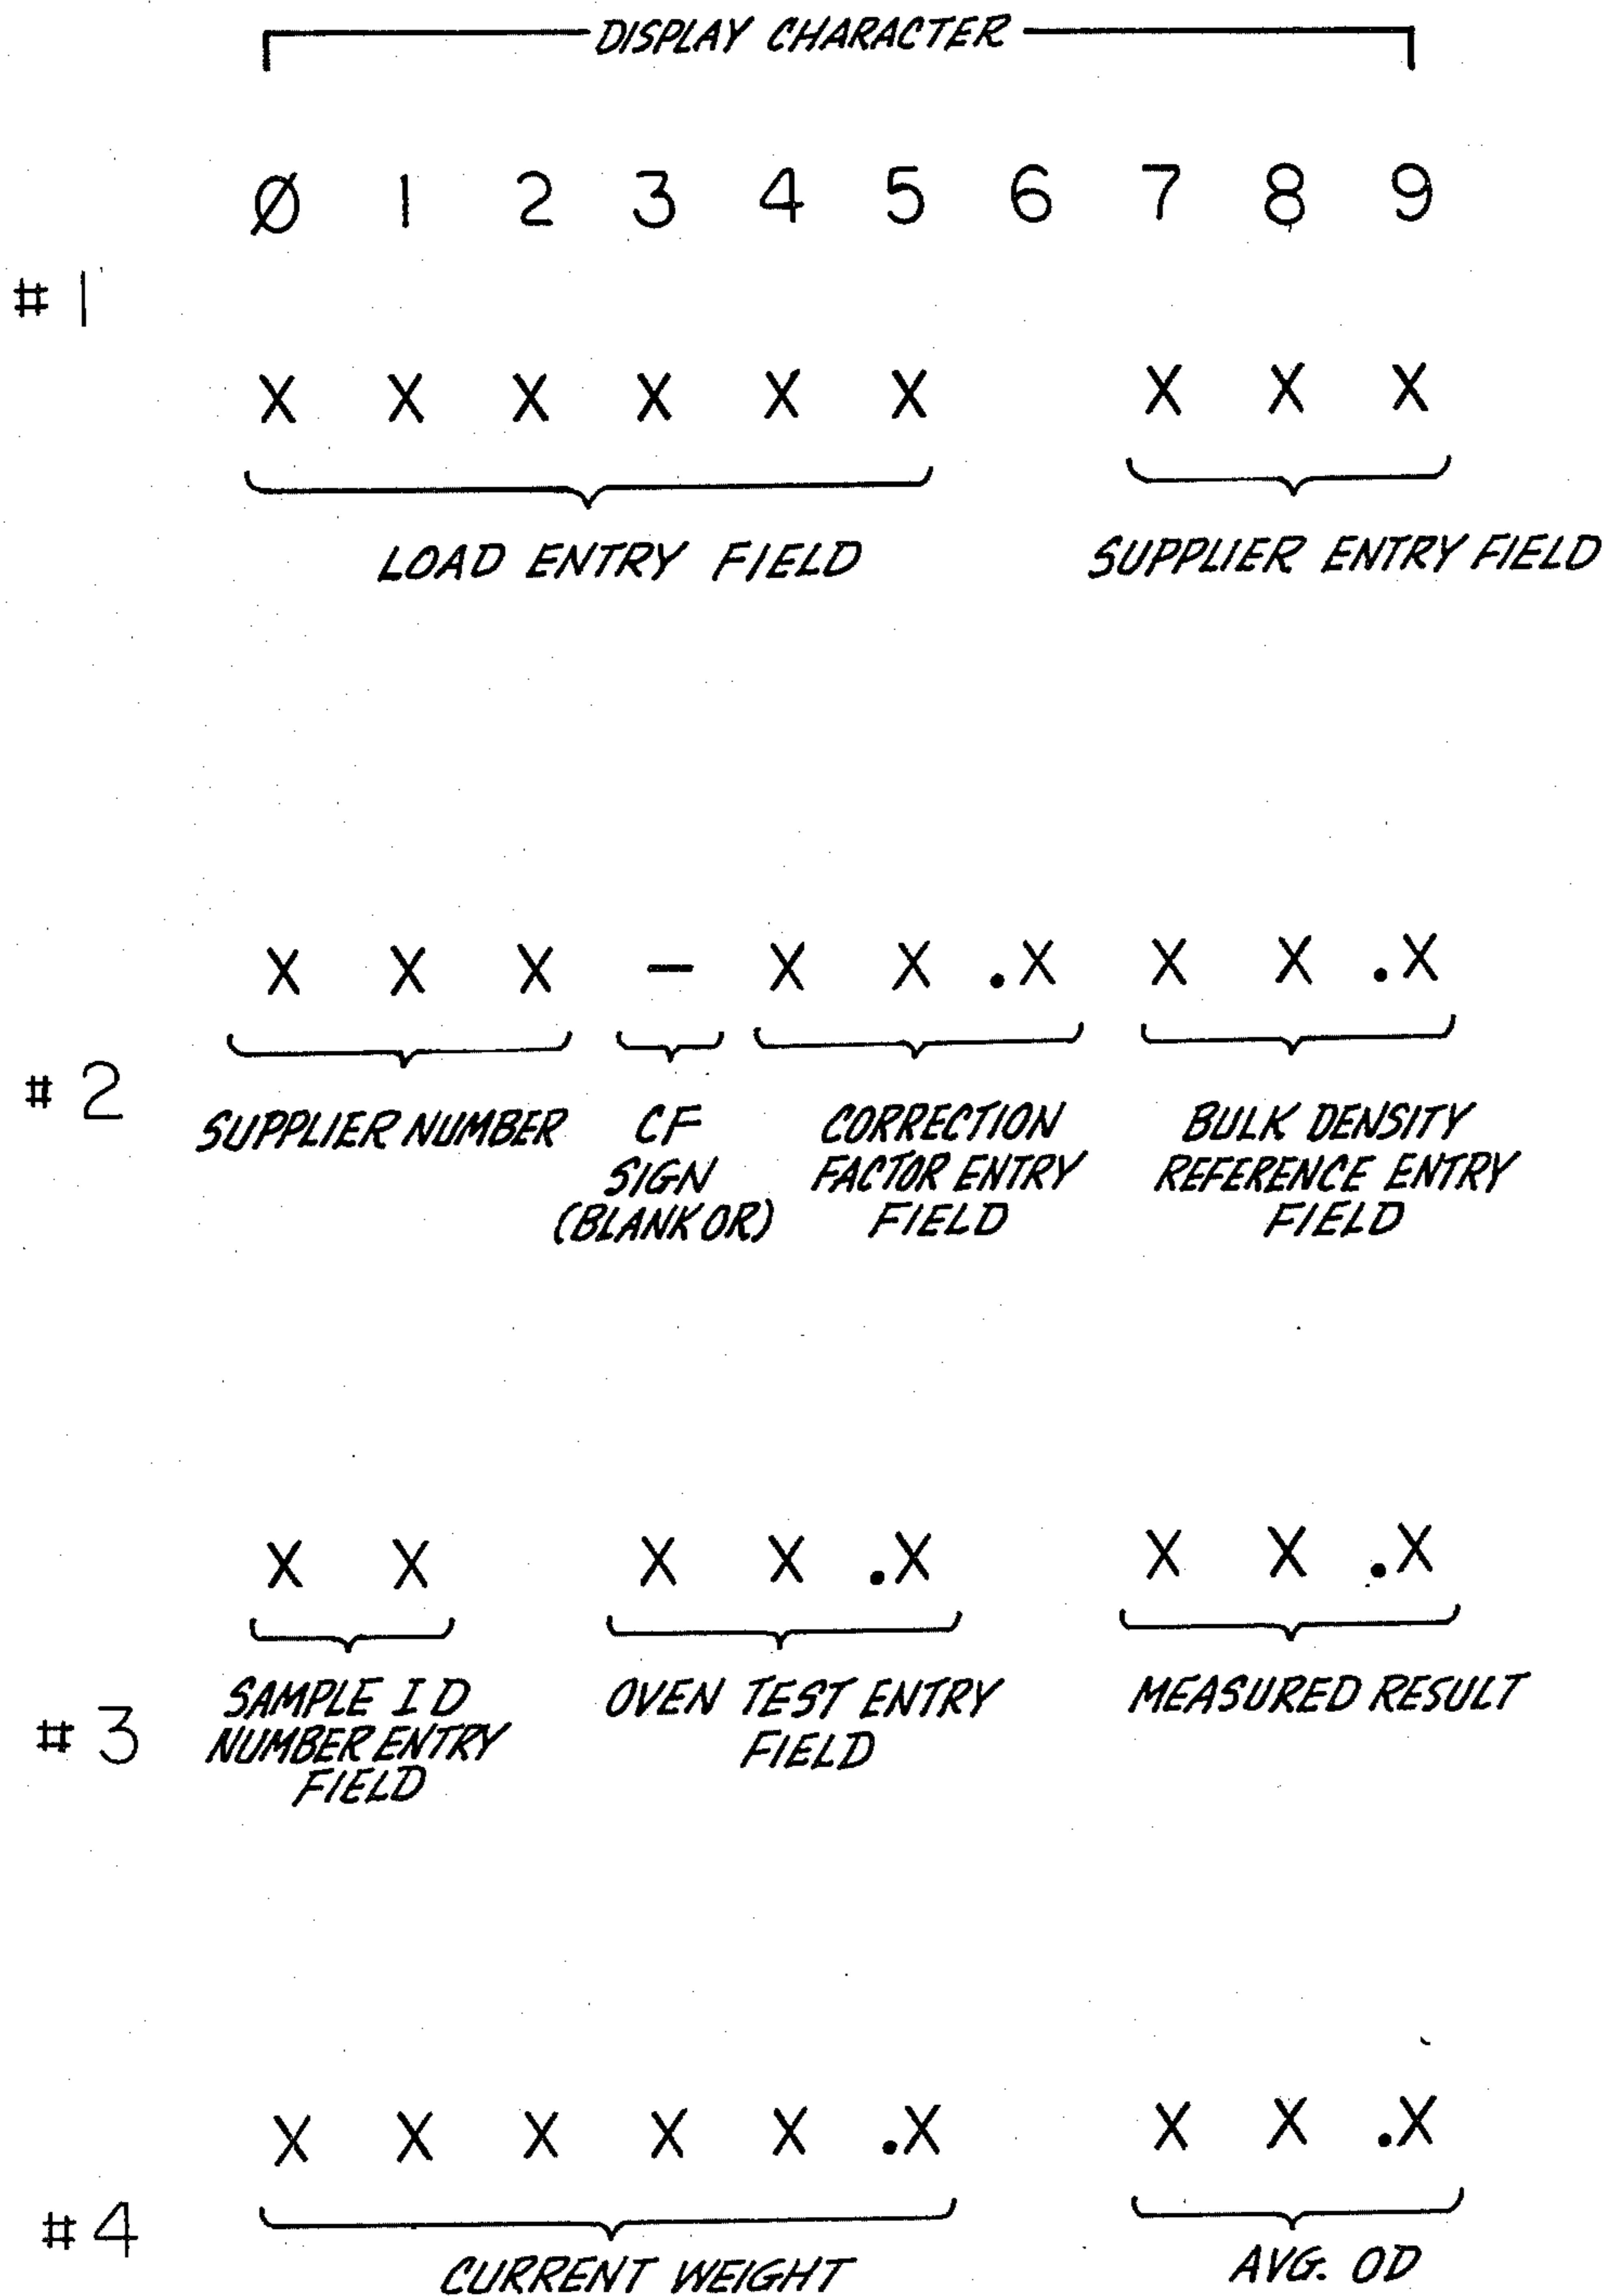 DISPLAY CHARACTER
Ø 1 2 3 4 5 6 7 8 9
#1
X X X X X X X X X
LOAD ENTRY FIELD SUPPLIER ENTRY FIELD
X X X - X X .X X X .X
#2
SUPPLIER NUMBER CF CORRECTION BULK DENSITY
SIGN FACTOR ENTRY REFERENCE ENTRY
(BLANK OR) FIELD FIELD
X X X X .X X X .X
SAMPLE ID OVEN TEST ENTRY MEASURED RESULT
#3 NUMBER ENTRY FIELD
FIELD
X X X X X .X X X .X
#4
CURRENT WEIGHT AVG. OD